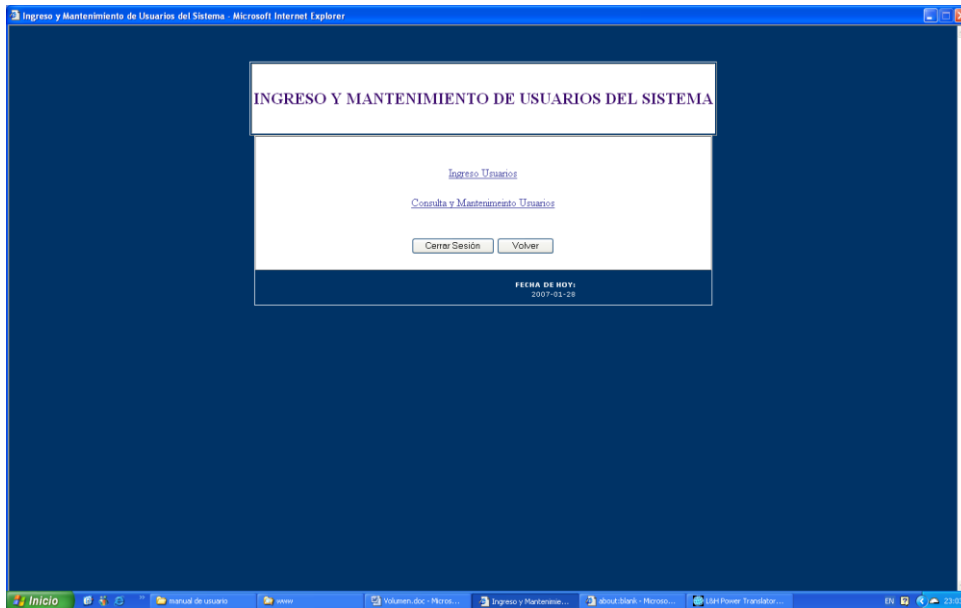 Ingreso y Mantenimiento de Usuarios del Sistema - Microsoft Internet Explorer
INGRESO Y MANTENIMIENTO DE USUARIOS DEL SISTEMA
Ingreso Usuarios
Consulta y Mantenimeinto Usuarios
Cerrar Sesión Volver
FECHA DE HOY:
2007-01-28
Inicio manual de usuario www Volumen.doc - Micros... Ingreso y Mantenimie... about:blank - Microso... L&H Power Translator... EN 23:03